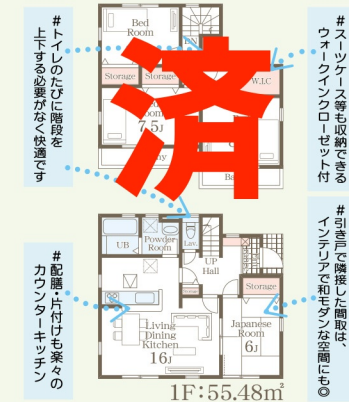 #トイレのたびに階段を
上下する必要がなく快適です
#スーツケース等も収納できる
ウォークインクローゼット付
Bed
Room
Storage
Storage
W.I.C
7.5J
済
#配膳・片付けも楽々の
カウンターキッチン
#引き戸で隣接した間取は、
インテリアで和モダンな空間にも◎
UB
Powder
Room
Lav.
UP
Hall
Storage
Living
Dining
Kitchen
16J
Japanese
Room
6J
1F:55.48㎡